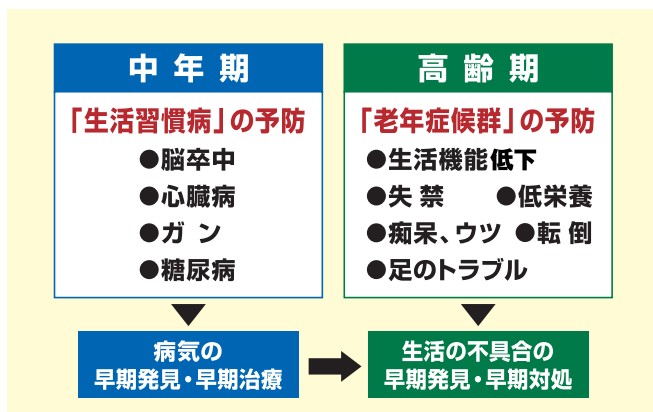 中年期
「生活習慣病」の予防
●脳卒中
●心臓病
●ガン
●糖尿病
病気の
早期発見・早期治療
高齢期
「老年症候群」の予防
●生活機能低下
●失禁 ●低栄養
●痴呆、ウツ ●転倒
●足のトラブル
生活の不具合の
早期発見・早期対処